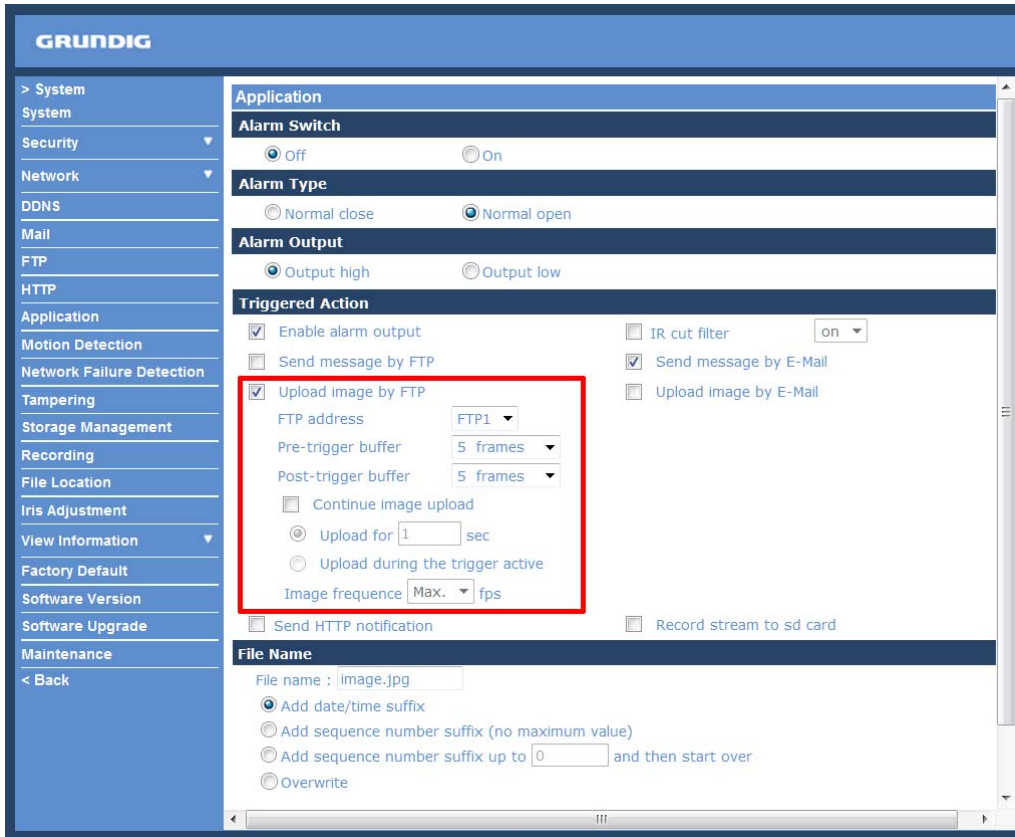 GRUNDIG
> System
System
Security
Network
DDNS
Mail
FTP
HTTP
Application
Motion Detection
Network Failure Detection
Tampering
Storage Management
Recording
File Location
Iris Adjustment
View Information
Factory Default
Software Version
Software Upgrade
Maintenance
< Back
Application
Alarm Switch
Off On
Alarm Type
Normal close Normal open
Alarm Output
Output high Output low
Triggered Action
Enable alarm output IR cut filter on
Send message by FTP Send message by E-Mail
Upload image by FTP Upload image by E-Mail
FTP address FTP1
Pre-trigger buffer 5 frames
Post-trigger buffer 5 frames
Continue image upload
Upload for 1 sec
Upload during the trigger active
Image frequence Max. fps
Send HTTP notification Record stream to sd card
File Name
File name : image.jpg
Add date/time suffix
Add sequence number suffix (no maximum value)
Add sequence number suffix up to 0 and then start over
Overwrite